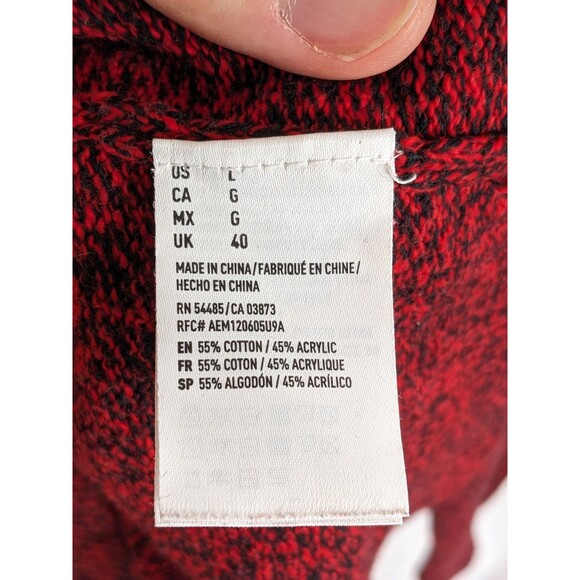 US L
CA G
MX G
UK 40
MADE IN CHINA/FABRIQUÉ EN CHINE/
HECHO EN CHINA
RN 54485/CA 03873
RFC# AEM120605U9A
EN 55% COTTON/45% ACRYLIC
FR 55% COTON/45% ACRYLIQUE
SP 55% ALGODÓN/45% ACRÍLICO